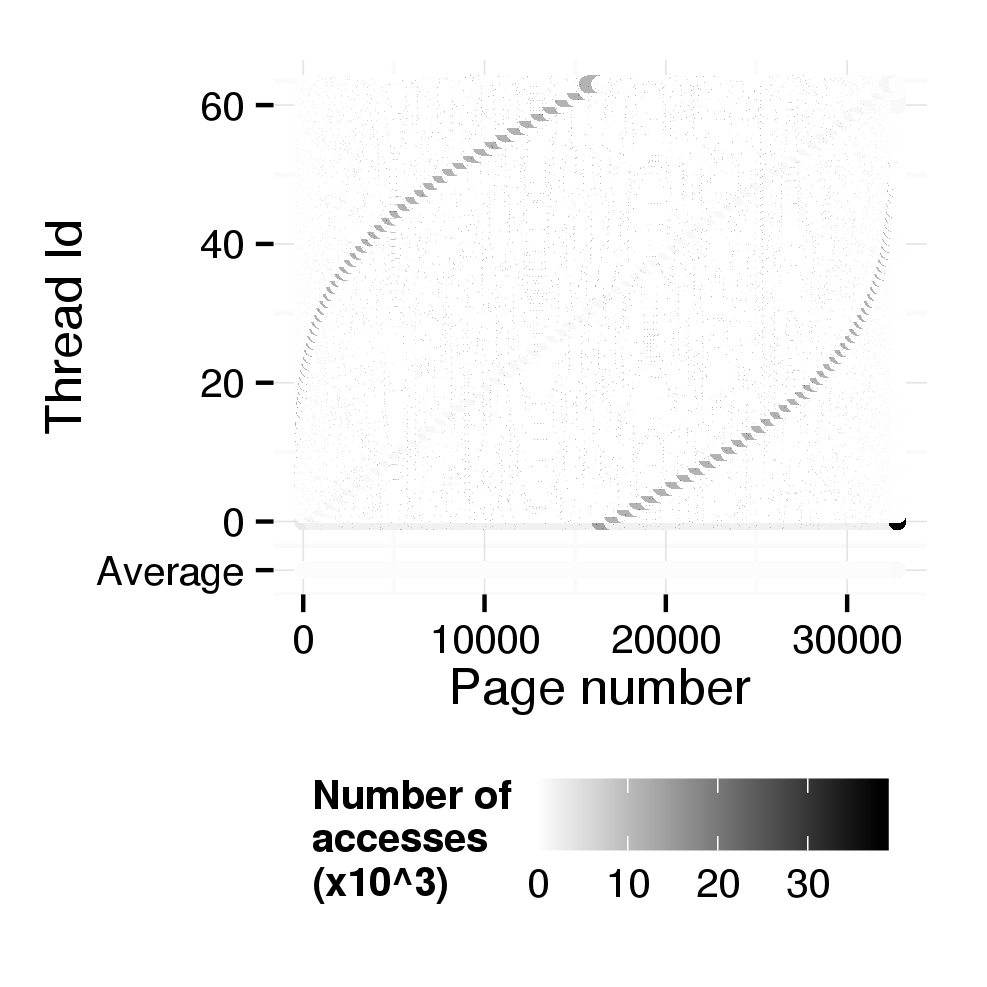 60
40
20
0
Average
Thread Id
0 10000 20000 30000
Page number
Number of
accesses
(x10^3)
0 10 20 30